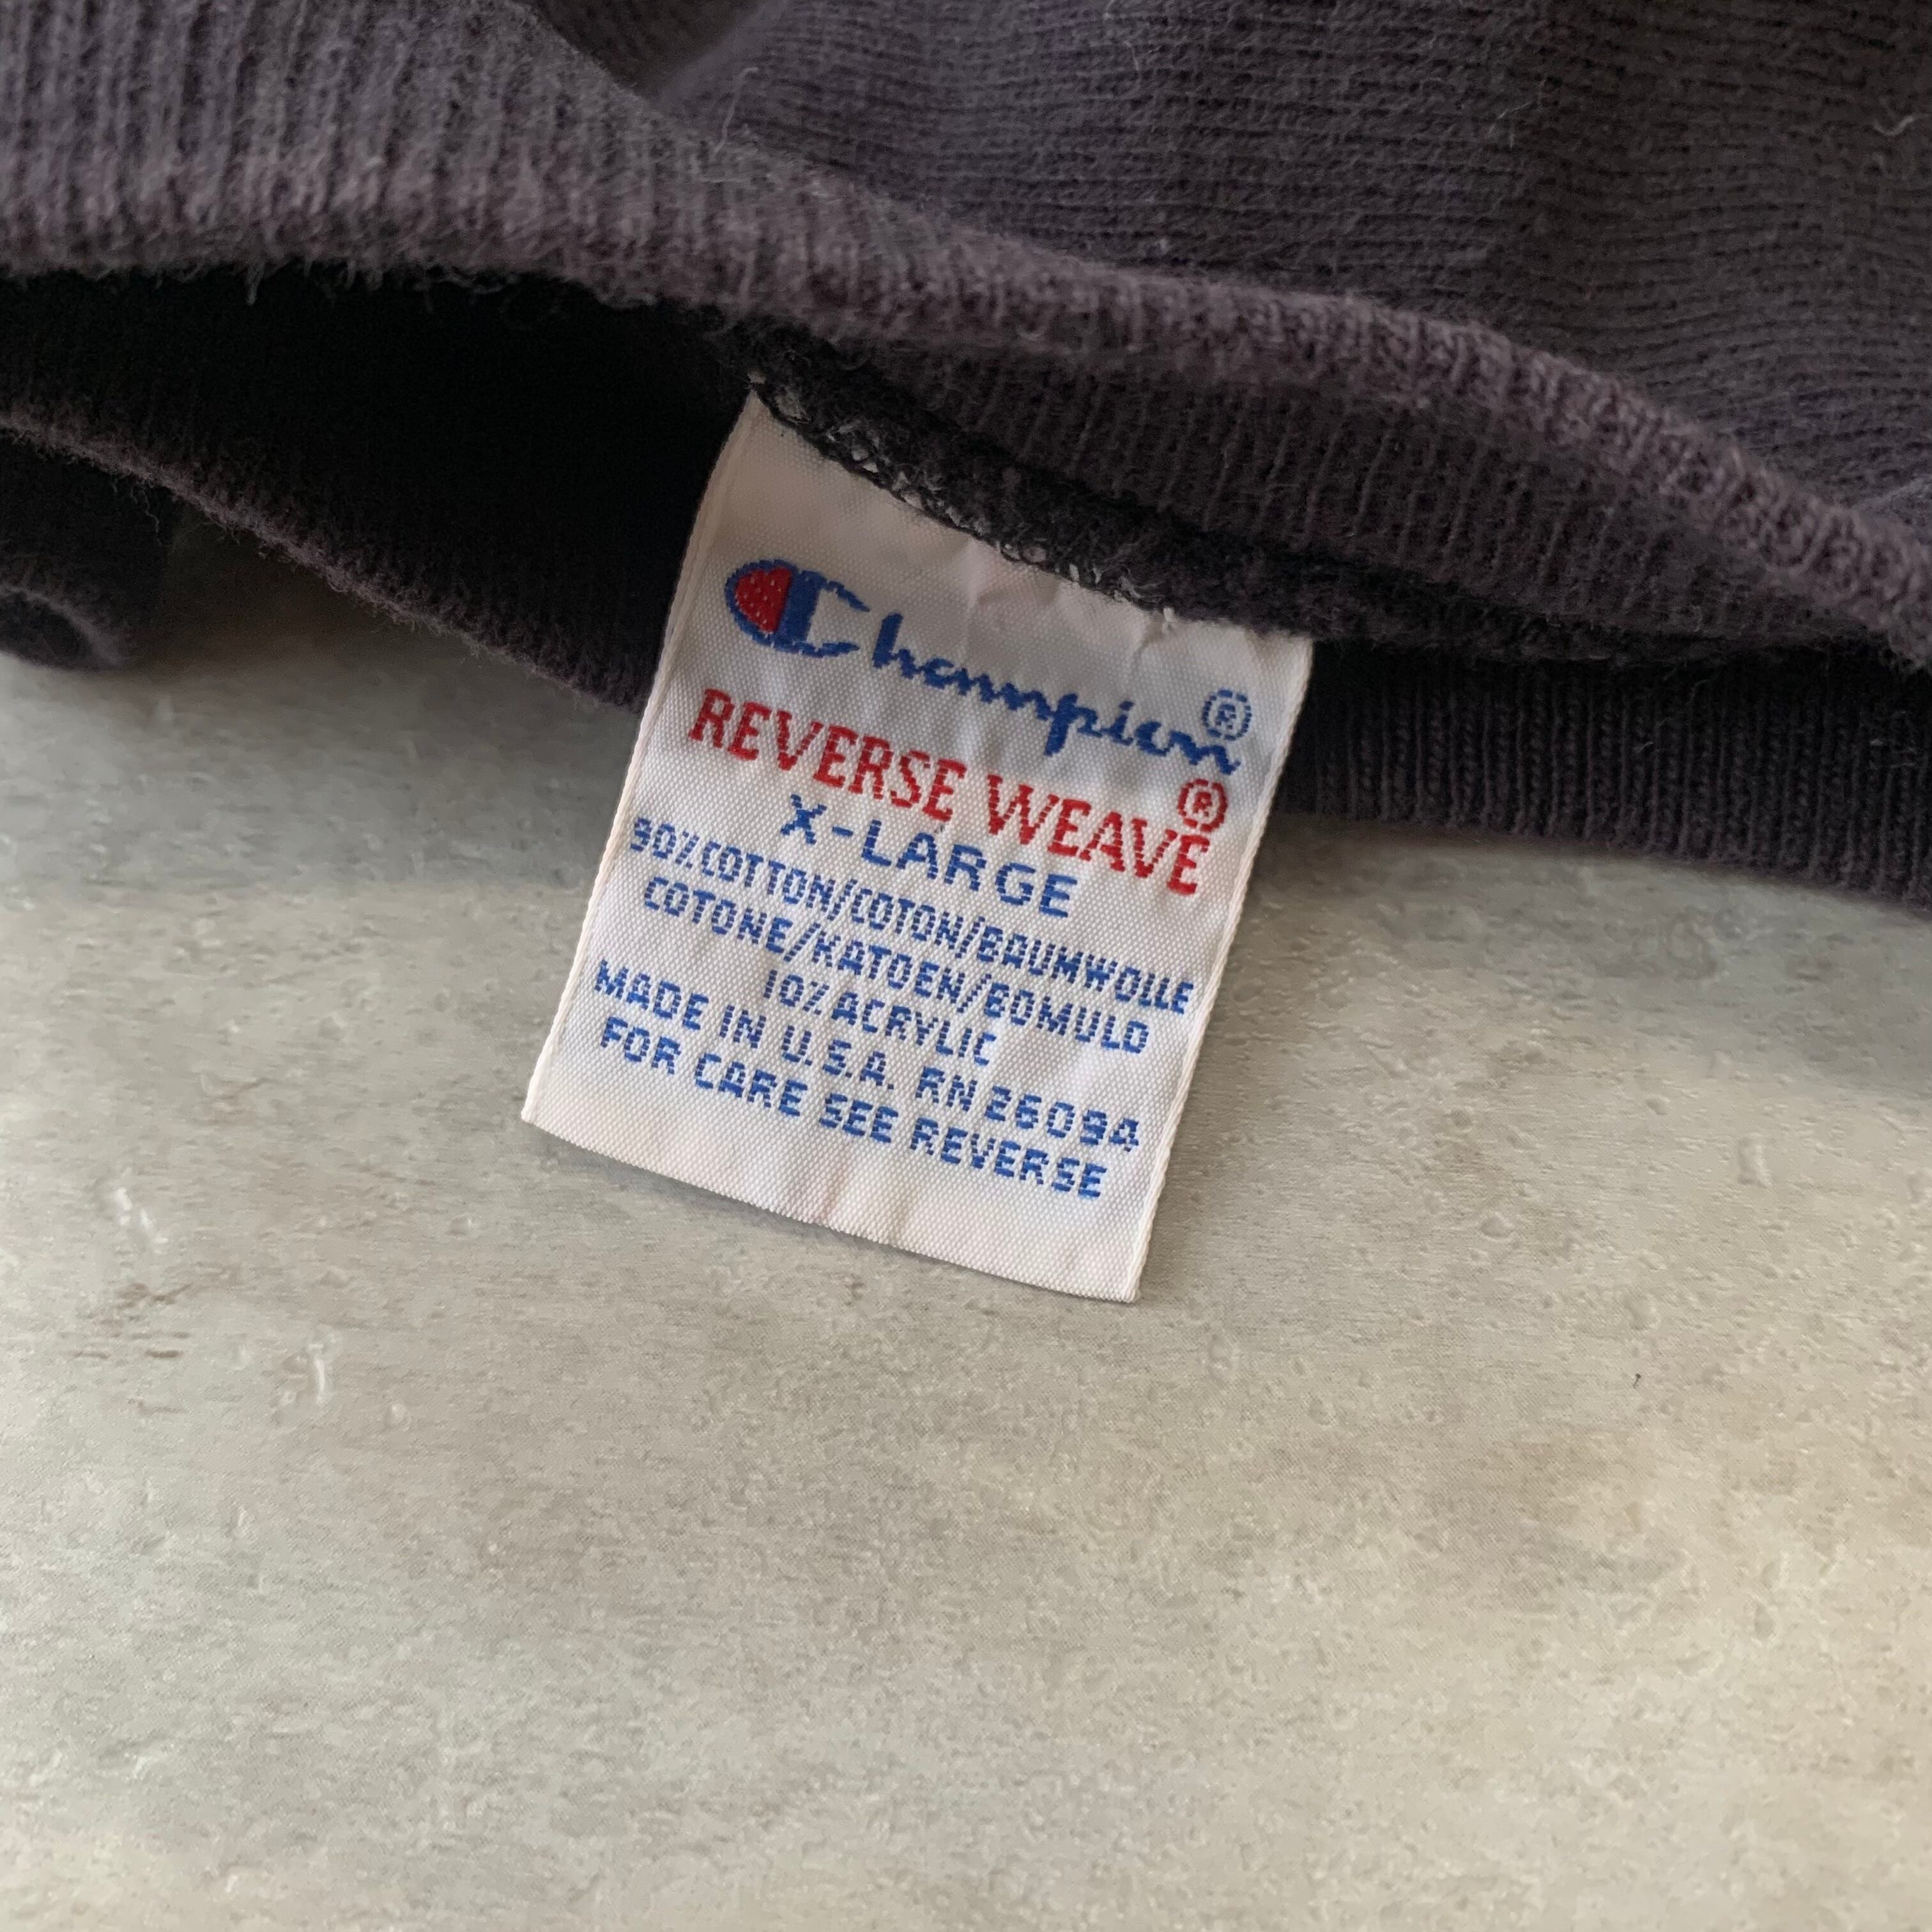 Champion®
REVERSE WEAVE®
X-LARGE
90% COTTON/COTON/BAUMWOLLE
COTONE/KATOEN/BOMULD
10% ACRYLIC
MADE IN U.S.A. RN 26094
FOR CARE SEE REVERSE